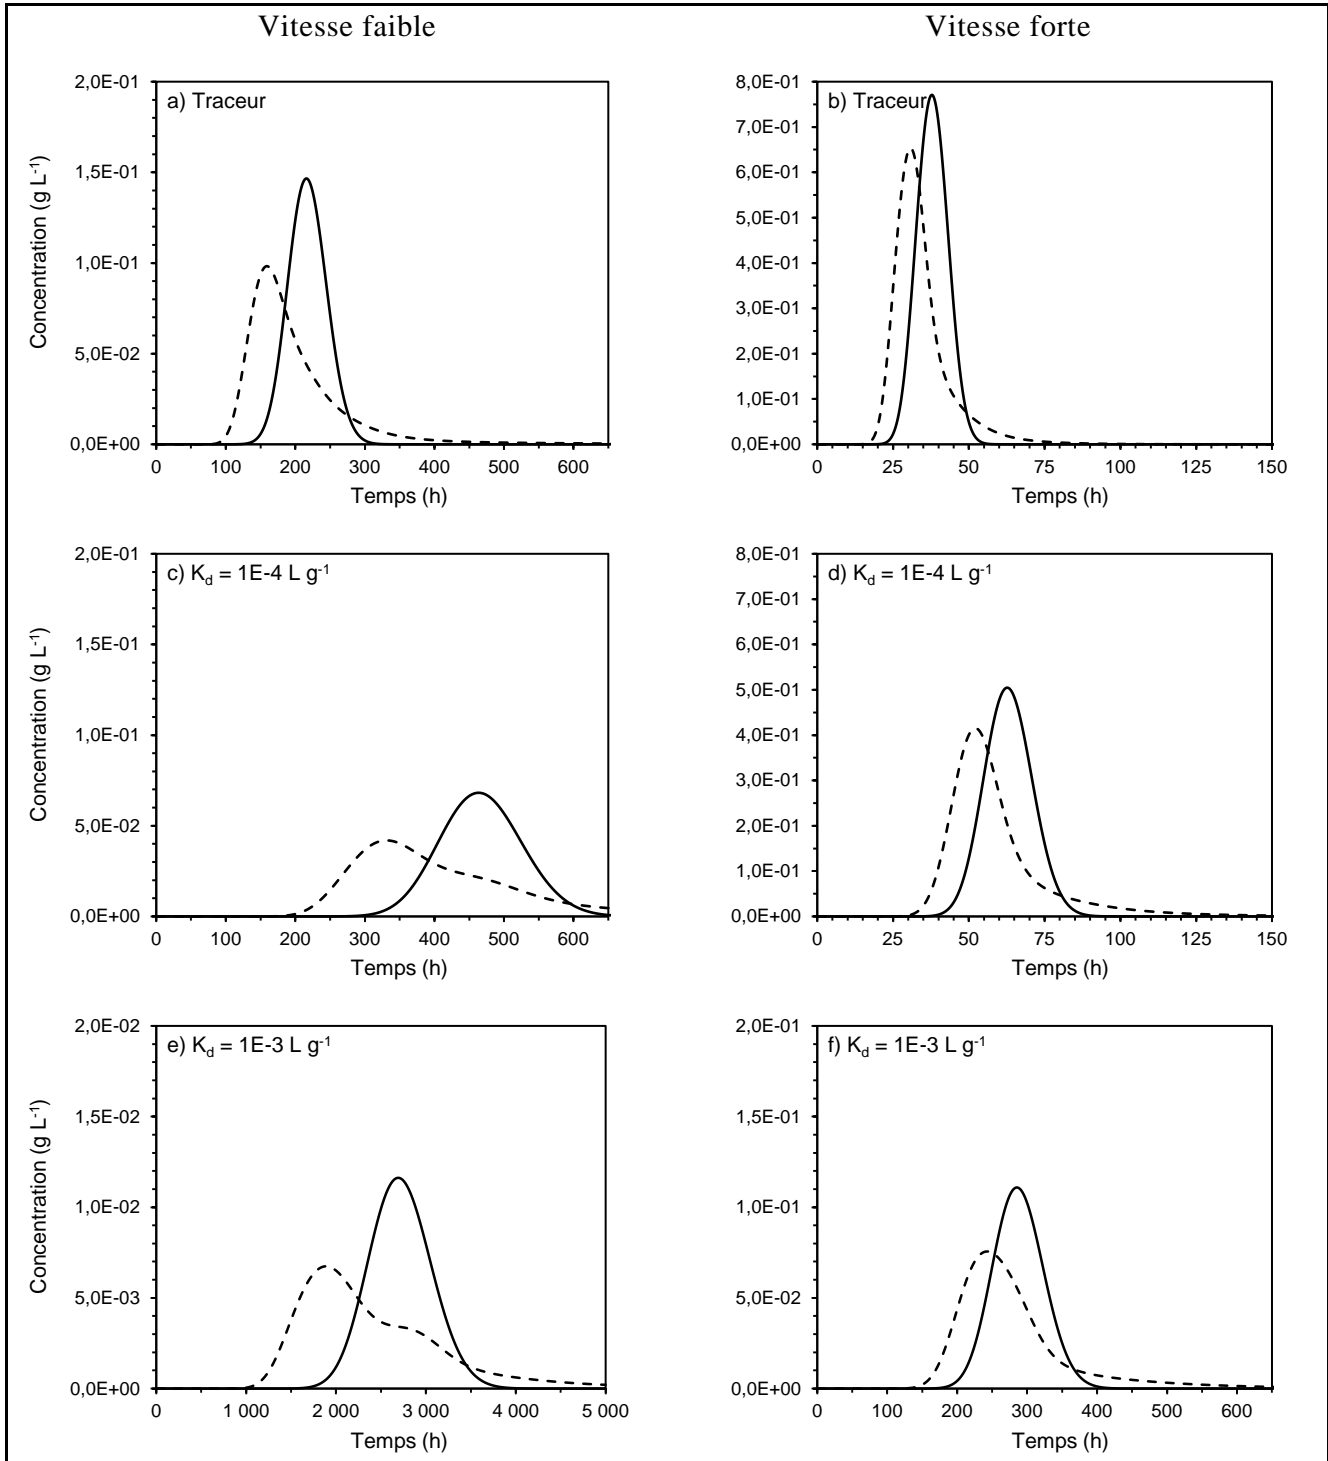 Vitesse faible
Vitesse forte
a) Traceur
2,0E-01
1,5E-01
1,0E-01
5,0E-02
0,0E+00
Concentration (g L-1)
0 100 200 300 400 500 600
Temps (h)
b) Traceur
8,0E-01
7,0E-01
6,0E-01
5,0E-01
4,0E-01
3,0E-01
2,0E-01
1,0E-01
0,0E+00
0 25 50 75 100 125 150
Temps (h)
c) Kd = 1E-4 L g-1
2,0E-01
1,5E-01
1,0E-01
5,0E-02
0,0E+00
Concentration (g L-1)
0 100 200 300 400 500 600
Temps (h)
d) Kd = 1E-4 L g-1
8,0E-01
7,0E-01
6,0E-01
5,0E-01
4,0E-01
3,0E-01
2,0E-01
1,0E-01
0,0E+00
0 25 50 75 100 125 150
Temps (h)
e) Kd = 1E-3 L g-1
2,0E-02
1,5E-02
1,0E-02
5,0E-03
0,0E+00
Concentration (g L-1)
0 1 000 2 000 3 000 4 000 5 000
Temps (h)
f) Kd = 1E-3 L g-1
2,0E-01
1,5E-01
1,0E-01
5,0E-02
0,0E+00
0 100 200 300 400 500 600
Temps (h)